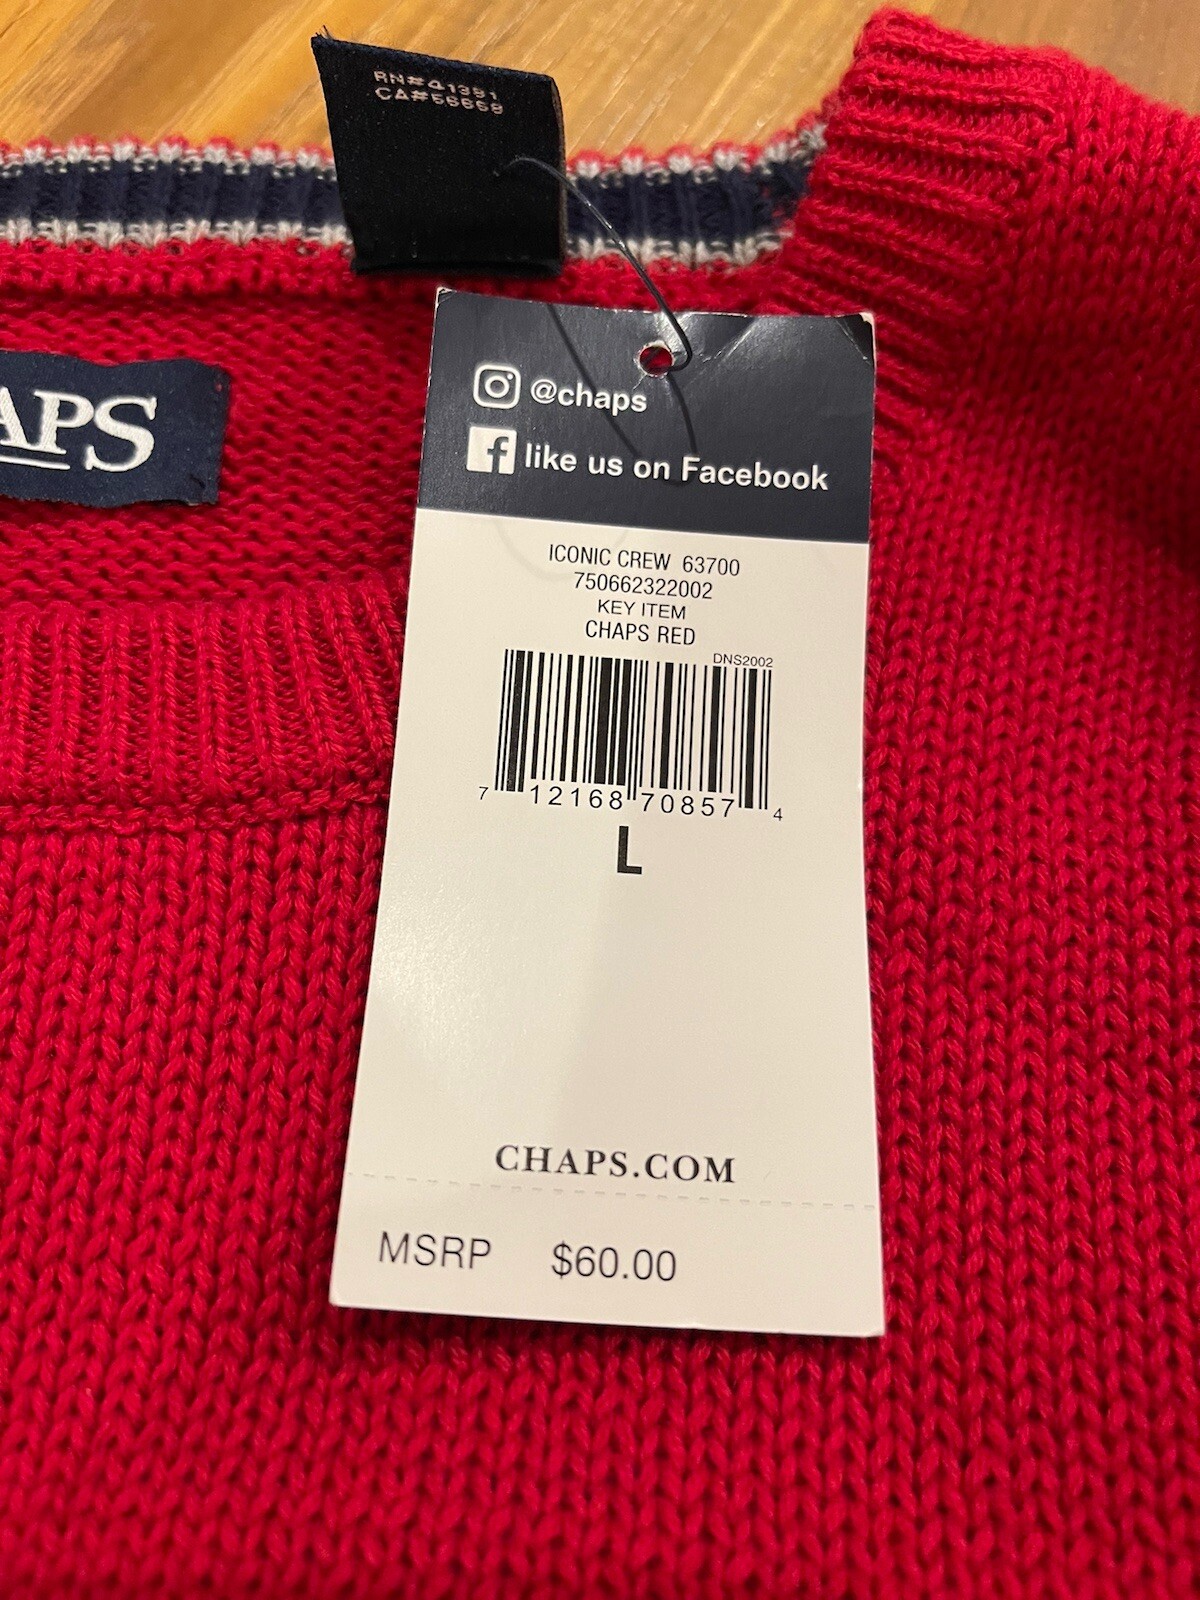 RN#41381
CA#56668
APS
@chaps
f like us on Facebook
ICONIC CREW 63700
750662322002
KEY ITEM
CHAPS RED
DNS2002
7 12168 70857 4
L
CHAPS.COM
MSRP $60.00